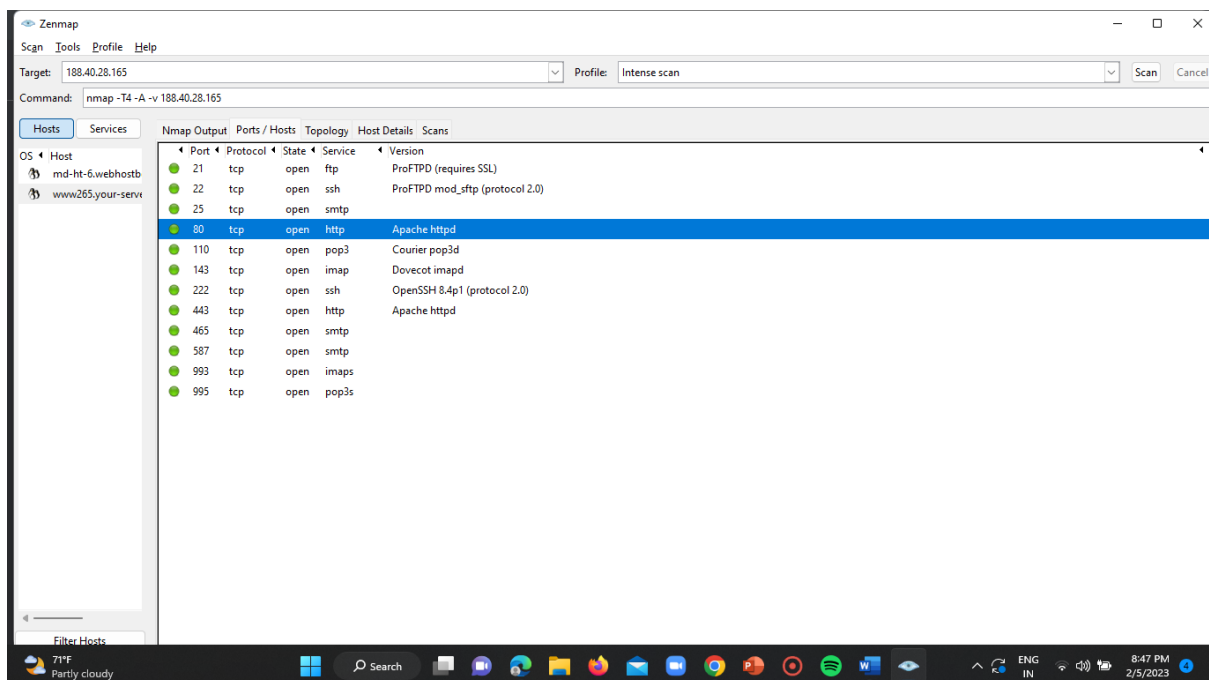 Zenmap
Scan Tools Profile Help
Target: 188.40.28.165 Profile: Intense scan Scan Cancel
Command: nmap -T4 -A -v 188.40.28.165
Hosts Services Nmap Output Ports / Hosts Topology Host Details Scans
OS Host Port Protocol State Service Version
md-ht-6.webhostb
www265.your-serve
21 tcp open ftp ProFTPD (requires SSL)
22 tcp open ssh ProFTPD mod_sftp (protocol 2.0)
25 tcp open smtp
80 tcp open http Apache httpd
110 tcp open pop3 Courier pop3d
143 tcp open imap Dovecot imapd
222 tcp open ssh OpenSSH 8.4p1 (protocol 2.0)
443 tcp open http Apache httpd
465 tcp open smtp
587 tcp open smtp
993 tcp open imaps
995 tcp open pop3s
Filter Hosts
71°F
Partly cloudy
Search
ENG
IN
8:47 PM
2/5/2023
4